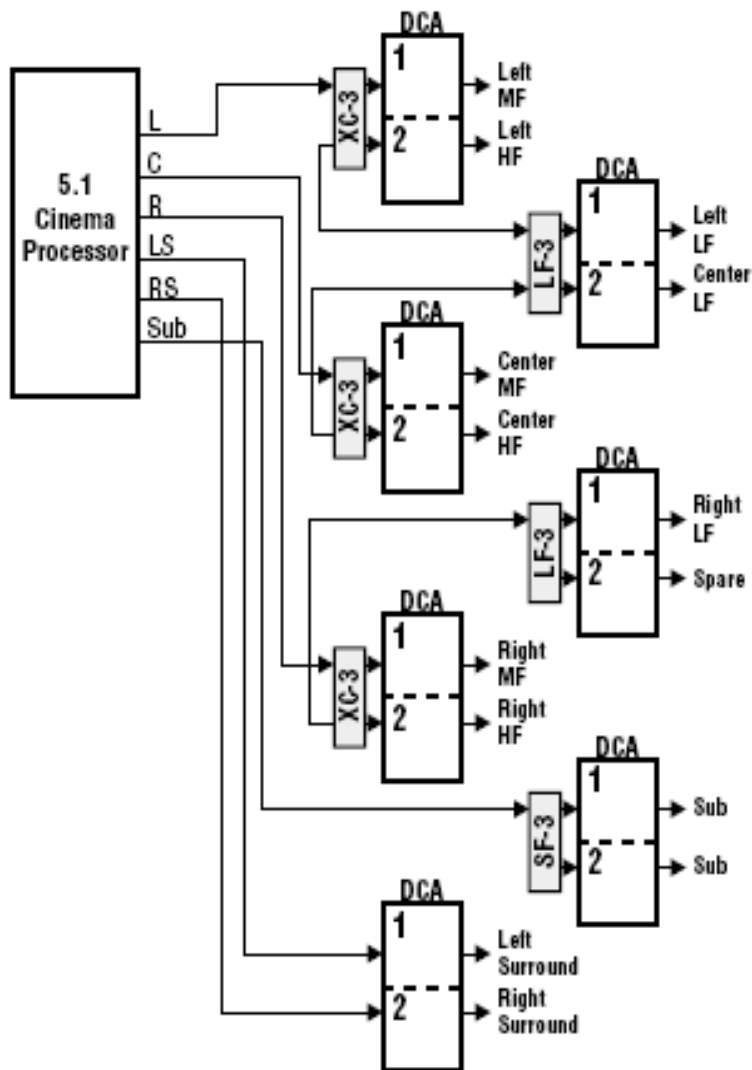 5.1
Cinema
Processor
L
C
R
LS
RS
Sub
DCA
XC-3
1
2
Left
MF
Left
HF
DCA
LF-3
1
2
Left
LF
Center
LF
DCA
XC-3
1
2
Center
MF
Center
HF
DCA
LF-3
1
2
Right
LF
Spare
DCA
XC-3
1
2
Right
MF
Right
HF
DCA
SF-3
1
2
Sub
Sub
DCA
1
2
Left
Surround
Right
Surround